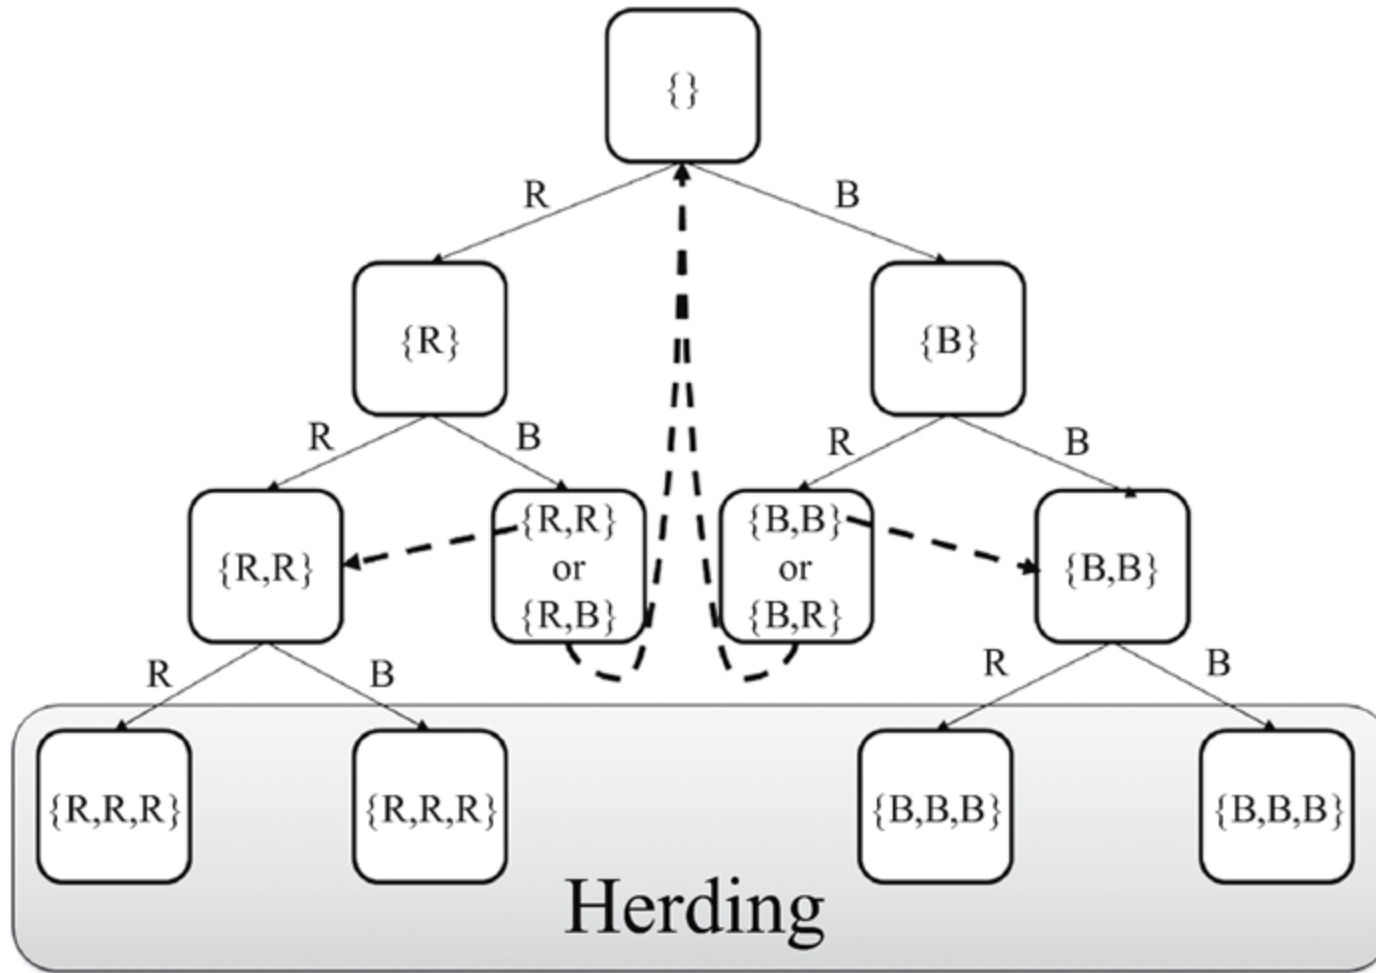 {}
R
B
{R}
{B}
R
B
R
B
{R,R}
{R,R}
or
{R,B}
{B,B}
or
{B,R}
{B,B}
R
B
R
B
{R,R,R}
{R,R,R}
{B,B,B}
{B,B,B}
Herding